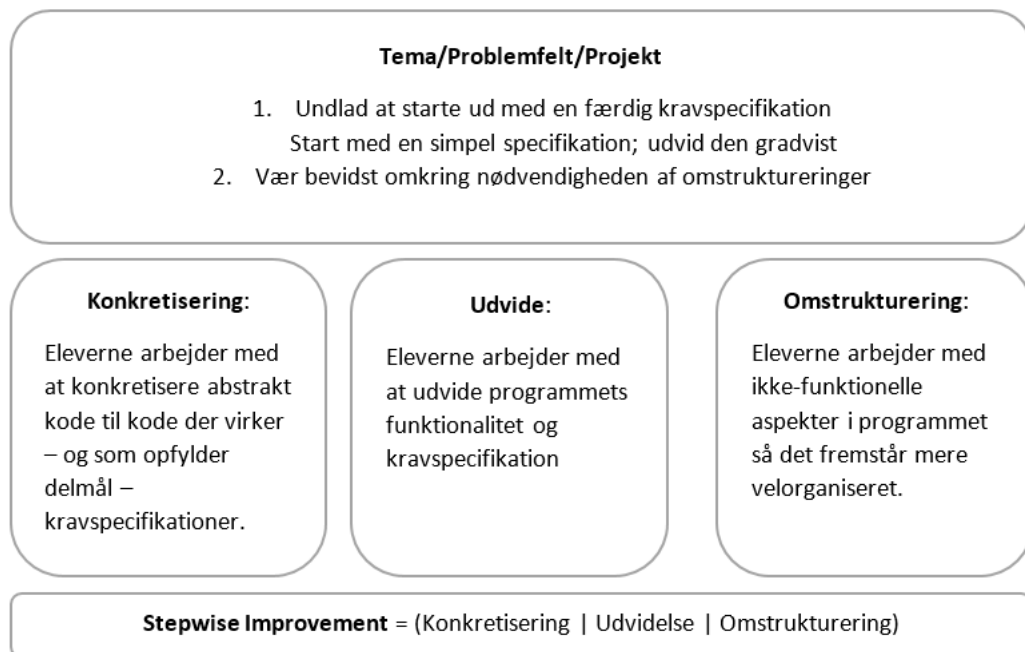 Tema/Problemfelt/Projekt
1. Undlad at starte ud med en færdig kravspecifikation
Start med en simpel specifikation; udvid den gradvist
2. Vær bevidst omkring nødvendigheden af omstruktureringer
Konkretisering:
Eleverne arbejder med
at konkretisere abstrakt
kode til kode der virker
– og som opfylder
delmål –
kravspecifikationer.
Udvide:
Eleverne arbejder med
at udvide programmets
funktionalitet og
kravspecifikation
Omstrukturering:
Eleverne arbejder med
ikke-funktionelle
aspekter i programmet
så det fremstår mere
velorganiseret.
Stepwise Improvement = (Konkretisering | Udvidelse | Omstrukturering)